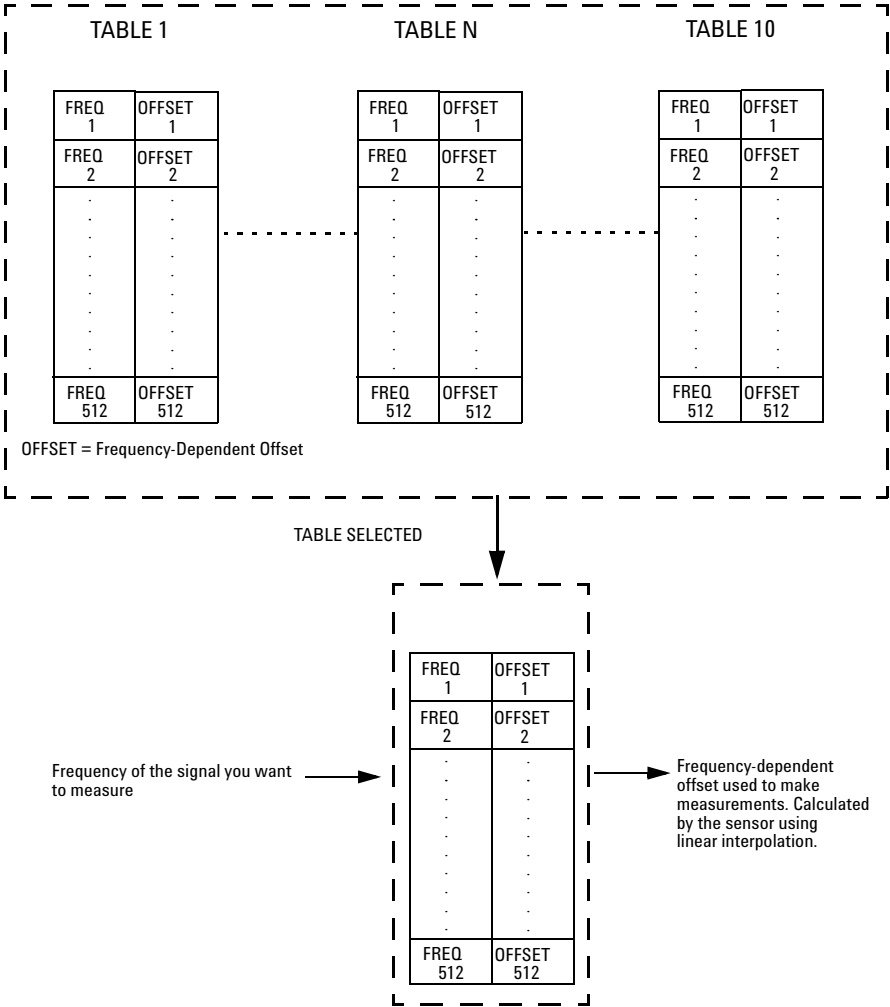 TABLE 1
TABLE N
TABLE 10
FREQ OFFSET
1 1
FREQ OFFSET
2 2
FREQ OFFSET
512 512
FREQ OFFSET
1 1
FREQ OFFSET
2 2
FREQ OFFSET
512 512
FREQ OFFSET
1 1
FREQ OFFSET
2 2
FREQ OFFSET
512 512
OFFSET = Frequency-Dependent Offset
TABLE SELECTED
FREQ OFFSET
1 1
FREQ OFFSET
2 2
FREQ OFFSET
512 512
Frequency of the signal you want
to measure
Frequency-dependent
offset used to make
measurements. Calculated
by the sensor using
linear interpolation.